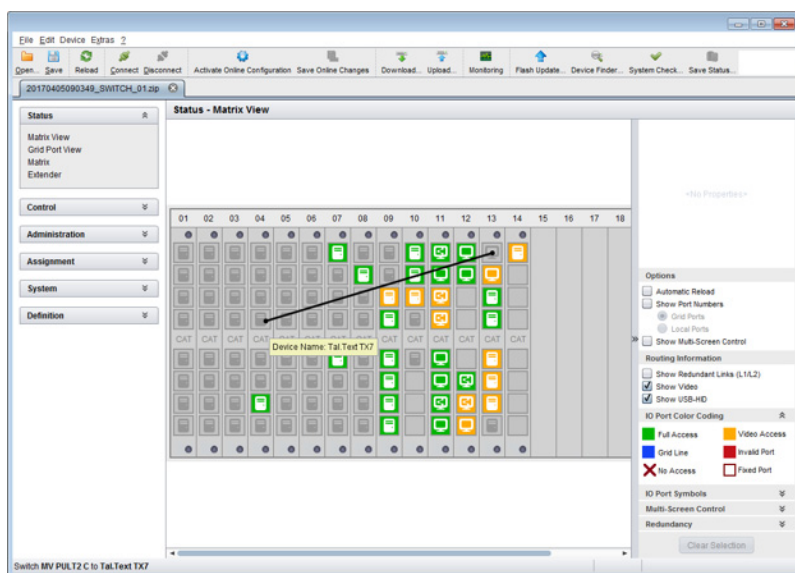 File Edit Device Extras ?
Open... Save Reload Connect Disconnect Activate Online Configuration Save Online Changes Download... Upload... Monitoring Flash Update... Device Finder... System Check... Save Status...
20170405090349_SWITCH_01.zip
Status
Matrix View
Grid Port View
Matrix
Extender
Control
Administration
Assignment
System
Definition
Status - Matrix View
01 02 03 04 05 06 07 08 09 10 11 12 13 14 15 16 17 18
CAT CAT CAT CAT CAT CAT CAT CAT CAT CAT CAT CAT CAT CAT
Device Name: Tal.Text TX7
<No Properties>
Options
Automatic Reload
Show Port Numbers
Grid Ports
Local Ports
Show Multi-Screen Control
Routing Information
Show Redundant Links (L1/L2)
Show Video
Show USB-HID
IO Port Color Coding
Full Access Video Access
Grid Line Invalid Port
No Access Fixed Port
IO Port Symbols
Multi-Screen Control
Redundancy
Clear Selection
Switch MV PULT2 C to Tal.Text TX7